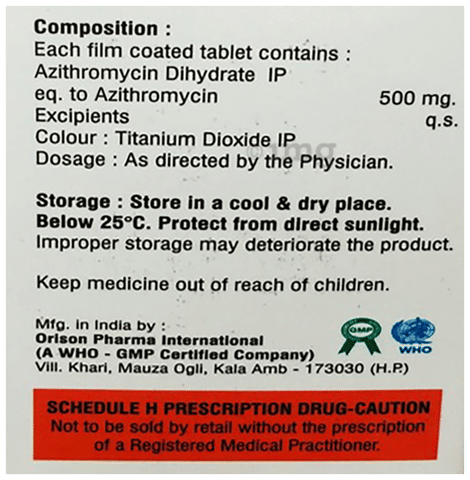 Composition :
Each film coated tablet contains :
Azithromycin Dihydrate IP
eq. to Azithromycin 500 mg.
Excipients q.s.
Colour : Titanium Dioxide IP
Dosage : As directed by the Physician.
Storage : Store in a cool & dry place.
Below 25°C. Protect from direct sunlight.
Improper storage may deteriorate the product.
Keep medicine out of reach of children.
Mfg. in India by :
Orison Pharma International
(A WHO - GMP Certified Company)
Vill. Khari, Mauza Ogli, Kala Amb - 173030 (H.P.)
GMP
WHO
SCHEDULE H PRESCRIPTION DRUG-CAUTION
Not to be sold by retail without the prescription
of a Registered Medical Practitioner.